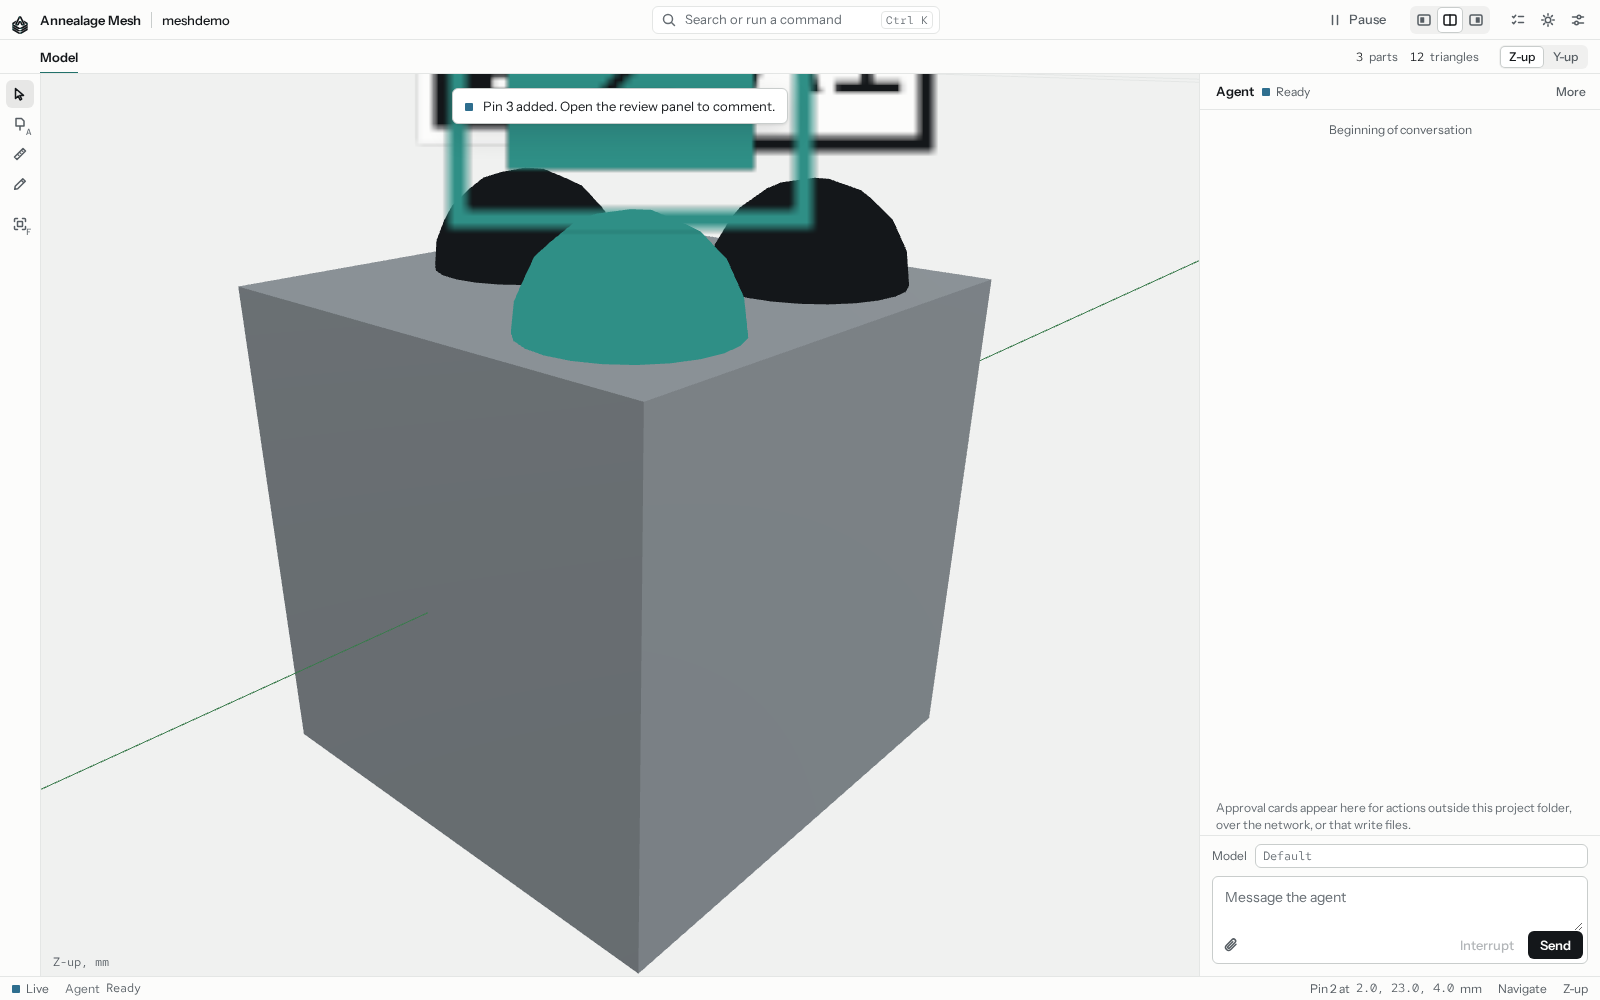 Annealage Mesh
meshdemo
Search or run a command
Ctrl K
Pause
Model
3 parts 12 triangles
Z-up
Y-up
A
F
Pin 3 added. Open the review panel to comment.
Agent
Ready
More
Beginning of conversation
Approval cards appear here for actions outside this project folder,
over the network, or that write files.
Model
Default
Message the agent
Interrupt
Send
Z-up, mm
Live
Agent Ready
Pin 2 at 2.0, 23.0, 4.0 mm
Navigate
Z-up